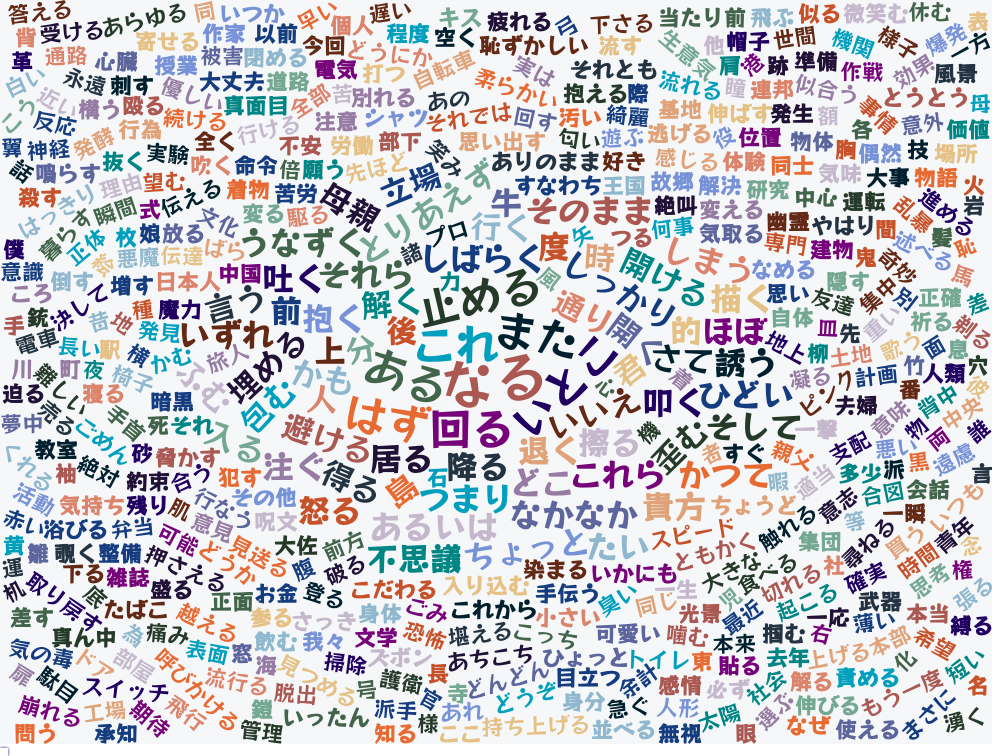 答える
あらゆる
同
いつか
早い
遅い
キス
疲れる
弓
下さる
当たり前
飛ぶ
似る
微笑む
休む
表
背
受ける
寄せる
作家
以前
個人
程度
空く
恥ずかしい
流す
生意気
他
帽子
世間
機関
様子
爆発
一方
革
通路
心臓
授業
被害
閉める
今回
どうにか
実は
それとも
流れる
肩
跡
準備
作戦
効果
風景
白い
永遠
刺す
優しい
大丈夫
道路
電気
打つ
自転車
柔らかい
抱える
際
瞳
連邦
似合う
とうとう
母
近い
構う
殴る
真面目
全部
苦
別れる
あの
それでは
回す
汚い
綺麗
基地
伸ばす
発生
額
事情
価値
反応
発酵
行為
続ける
行ける
注意
シャツ
思い出す
匂い
遊ぶ
逃げる
役
位置
物体
各
意外
翼
神経
抜く
実験
全く
不安
労働
部下
笑み
ありのまま
好き
感じる
体験
同士
胸
偶然
技
場所
話
鳴らす
理由
望む
吹く
命令
倍
願う
先ほど
立場
すなわち
王国
故郷
解決
研究
気味
大事
物語
火
殺す
はっきり
瞬間
式
伝える
着物
苦労
母親
とりあえず
牛
そのまま
絶叫
変える
中心
運転
乱暴
進める
岩
僕
暮らす
正体
枚
娘
放る
文化
変る
駆る
プロ
行く
度
矢
つる
何事
気取る
幽霊
やはり
間
述べる
髪
恥
意識
悪魔
伝達
ばら
うなずく
諸
しばらく
時
しまう
専門
建物
鬼
奇妙
馬
ころ
倒す
増す
日本人
中国
吐く
それら
力
風
しっかり
開ける
なめる
思い
隠す
集中
別
正確
差
手
銃
決して
昔
地
種
魔力
言う
前
抱く
解く
止める
通り
描く
友達
自体
重い
祈る
剃る
電車
長い
駅
横
発見
いずれ
旅人
後
これ
また
開く
的
ほぼ
地上
皿
先
歌う
息
川
町
夜
椅子
かむ
埋める
上
分
ある
なる
心
君
さて
誘う
柳
土地
竹
面
穴
迫る
難しい
寝る
暗黒
包む
かも
人
はず
回る
いいえ
叩く
ひどい
凝る
ピンク
計画
番
人類
夢中
売る
ごめん
手首
死
それ
入る
避ける
退く
擦る
機
歪む
そして
一撃
夫婦
意味
背中
中央
誰
教室
砂
脅かす
注ぐ
得る
居る
降る
石
どこ
これら
者
すぐ
親父
支配
悪い
物
両
くれる
袖
絶対
約束
合う
犯す
島
つまり
かつて
暇
適当
多少
派
黒
遠慮
言
活動
気持ち
残り
肌
行なう
その他
怒る
なかなか
貴方
ちょうど
意志
合図
会話
赤い
浴びる
弁当
意見
呪文
あるいは
スピード
触れる
等
一瞬
いつも
黄
雛
覗く
整備
可能
見送る
大佐
前方
不思議
ちょっと
たい
ともかく
集団
尋ねる
買う
時間
青年
運
下る
雑誌
押さえる
どうか
腹
破る
染まる
いかにも
大きな
食べる
切れる
社
確実
念
机
取り戻す
底
盛る
正面
お金
登る
こだわる
入り込む
手伝う
臭い
同じ
一生
児
起こる
武器
思考
権
張る
差す
たばこ
越える
参る
さっき
身体
ごみ
これから
小さい
光景
最近
一応
薄い
本当
縛る
真ん中
為
痛み
表面
飲む
我々
文学
恐怖
堪える
こっち
可愛い
噛む
本来
掴む
右
上げる
本部
希望
気の毒
ドア
部屋
呼びかける
窓
海
見つめる
掃除
ズボン
長
あちこち
ひょっと
トイレ
東
貼る
去年
解る
責める
化
短い
扉
駄目
スイッチ
流行る
脱出
号
護衛
官
寺
どんどん
どうぞ
目立つ
余計
感情
必ず
社会
伸びる
もう一度
名
崩れる
工場
期待
飛行
鐘
いったん
派手
様
あれ
身分
急ぐ
人形
太陽
選ぶ
なぜ
使える
まさに
湧く
問う
承知
管理
知る
ここ
持ち上げる
並べる
無視
眼